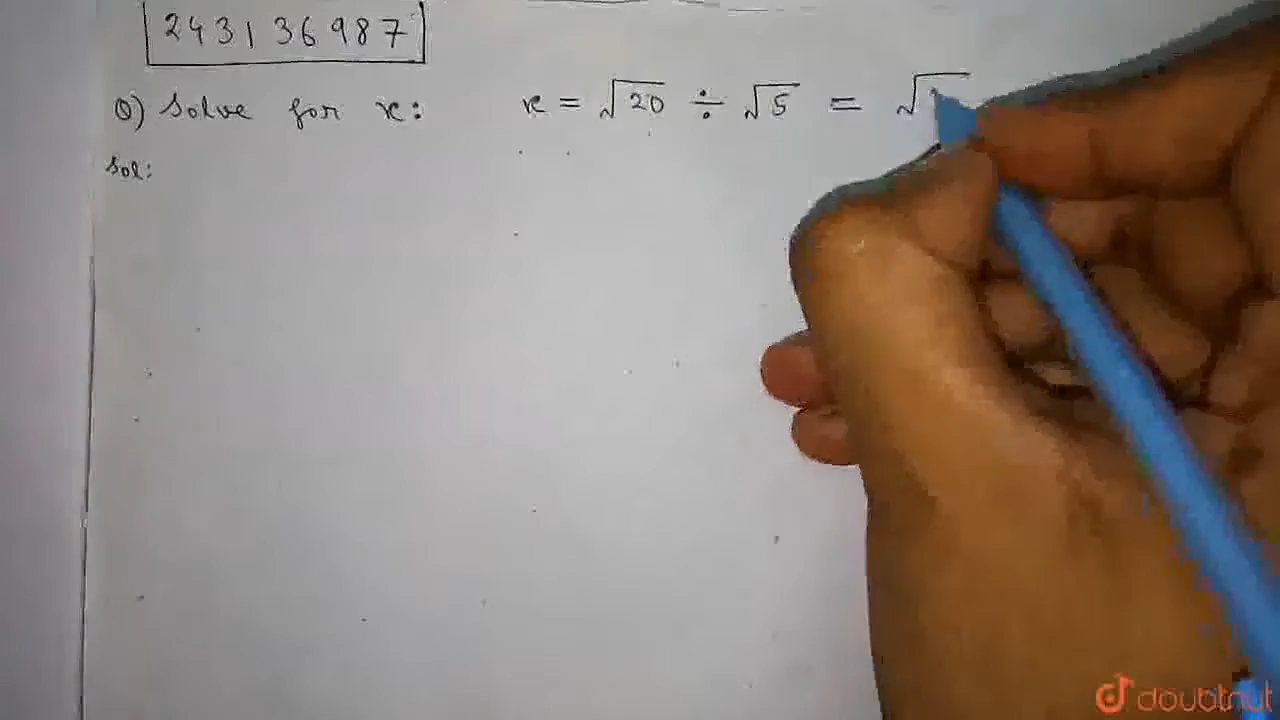 243136987
Q) Solve for x: x = √20 ÷ √5 = √
Sol:
doubtnut